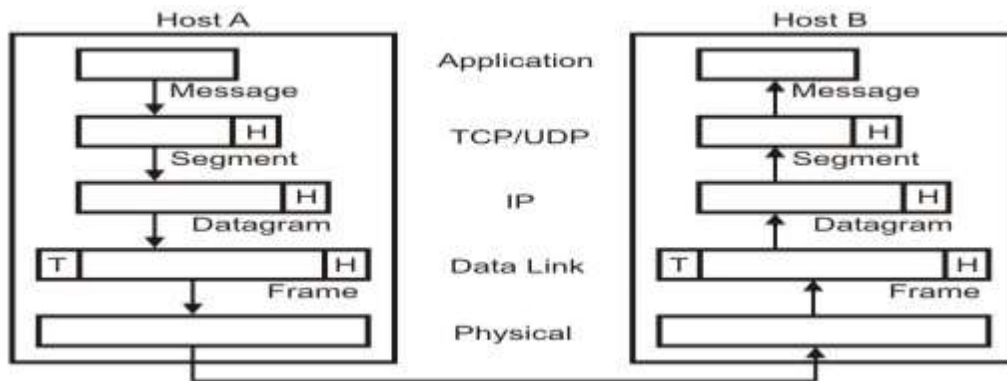 Host A
Host B
Application
Message
Message
H
TCP/UDP
H
Segment
Segment
H
IP
H
Datagram
Datagram
T
H
Data Link
T
H
Frame
Frame
Physical